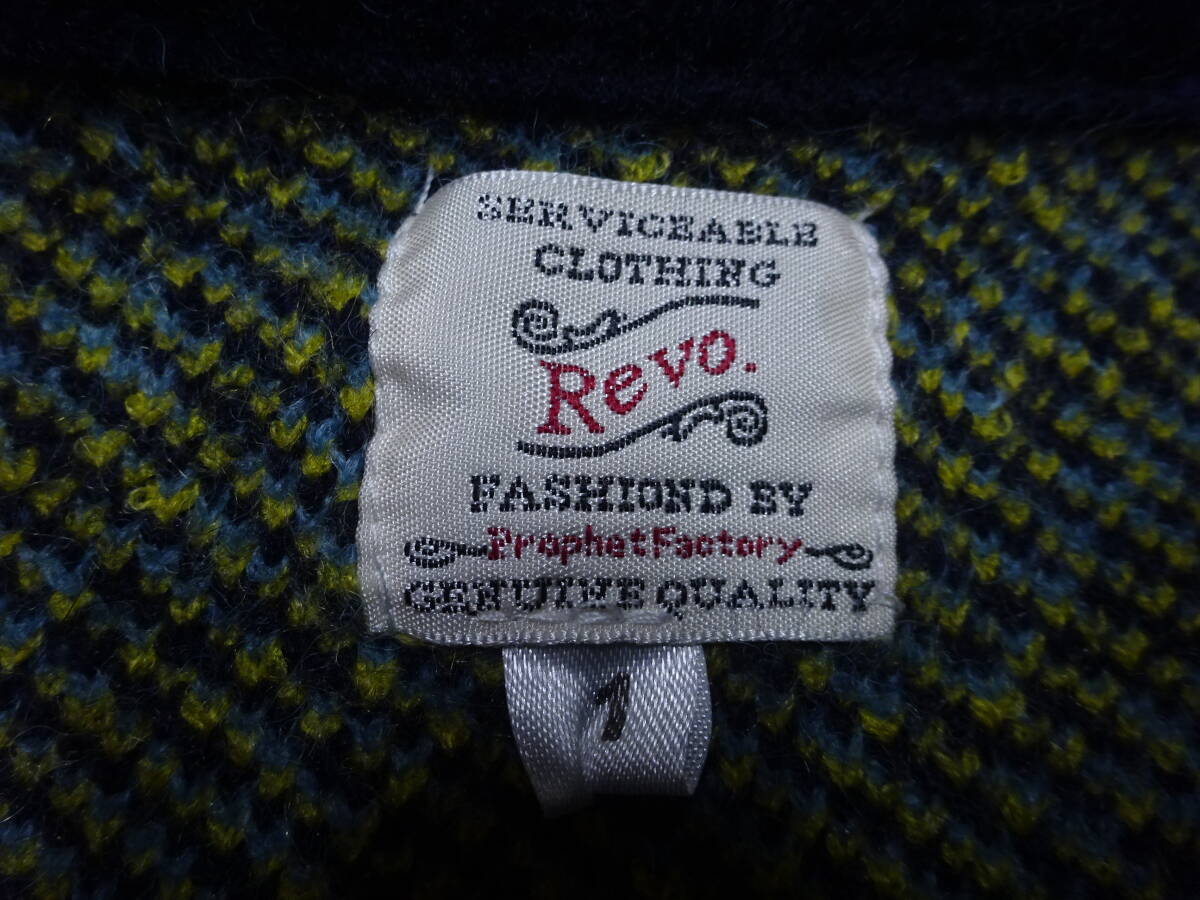 SERVICEABLE
CLOTHING
Revo.
FASHIOND BY
ProphetFactory
GENUINE QUALITY
1